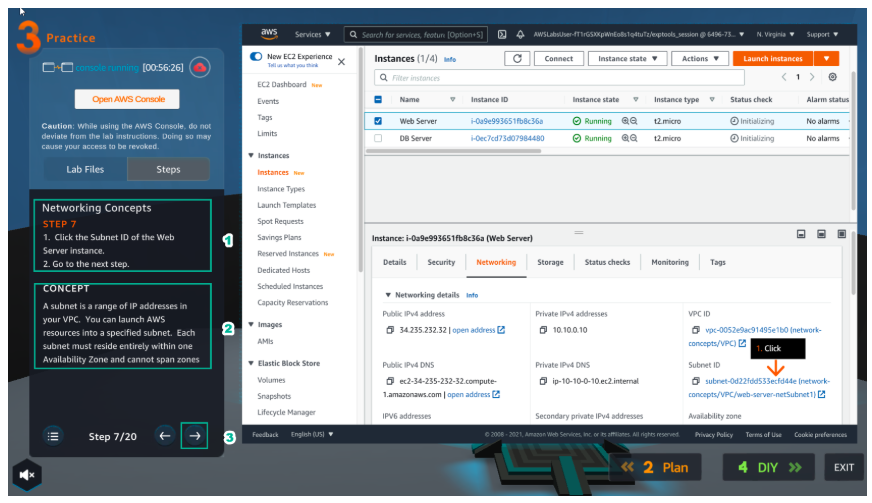 3 Practice
console running [00:56:26]
Open AWS Console
Caution: While using the AWS Console, do not
deviate from the lab instructions. Doing so may
cause your access to be revoked.
Lab Files
Steps
Networking Concepts
STEP 7
1. Click the Subnet ID of the Web
Server instance.
2. Go to the next step.
1
CONCEPT
A subnet is a range of IP addresses in
your VPC. You can launch AWS
resources into a specified subnet. Each
subnet must reside entirely within one
Availability Zone and cannot span zones
2
Step 7/20
3
aws
Services ▼
Search for services, featur [Option+S]
AWSLabsUser-fT1rGSXKpWnEo8s1q4tuTz/exptools_session @ 6496-73... ▼
N. Virginia ▼
Support ▼
New EC2 Experience
Tell us what you think
EC2 Dashboard New
Events
Tags
Limits
▼ Instances
Instances New
Instance Types
Launch Templates
Spot Requests
Savings Plans
Reserved Instances New
Dedicated Hosts
Scheduled Instances
Capacity Reservations
▼ Images
AMIs
▼ Elastic Block Store
Volumes
Snapshots
Lifecycle Manager
Instances (1/4) Info
Connect
Instance state ▼
Actions ▼
Launch instances ▼
Filter instances
1
Name Instance ID Instance state Instance type Status check Alarm status
Web Server i-0a9e993651fb8c36a Running t2.micro Initializing No alarms
DB Server i-0ec7cd73d07984480 Running t2.micro Initializing No alarms
Instance: i-0a9e993651fb8c36a (Web Server)
Details Security Networking Storage Status checks Monitoring Tags
▼ Networking details Info
Public IPv4 address
34.235.232.32 | open address
Private IPv4 addresses
10.10.0.10
VPC ID
vpc-0052e9ac91495e1b0 (network-
concepts/VPC)
1. Click
Public IPv4 DNS
ec2-34-235-232-32.compute-
1.amazonaws.com | open address
Private IPv4 DNS
ip-10-10-0-10.ec2.internal
Subnet ID
subnet-0d22fdd533ecfd44e (network-
concepts/VPC/web-server-netSubnet1)
IPV6 addresses
Secondary private IPv4 addresses
Availability zone
Feedback English (US) ▼
© 2008 - 2021, Amazon Web Services, Inc. or its affiliates. All rights reserved.
Privacy Policy Terms of Use Cookie preferences
2 Plan
4 DIY
EXIT